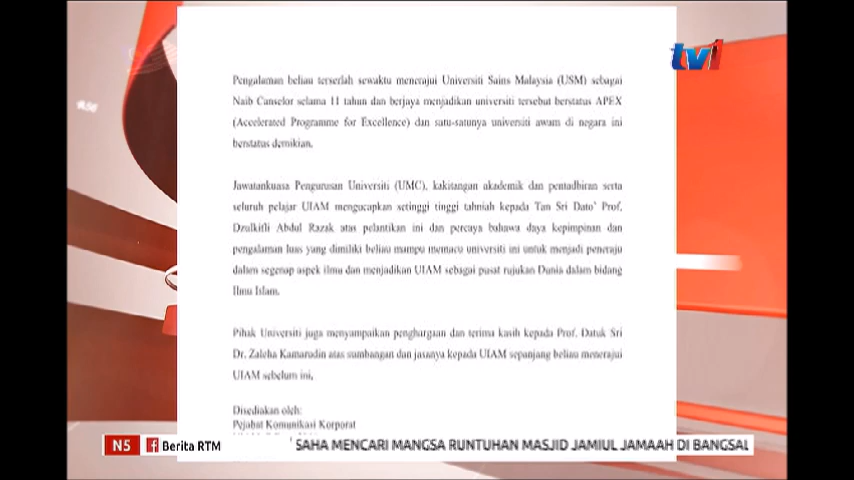 tv1
Pengalaman beliau terserlah sewaktu menerajui Universiti Sains Malaysia (USM) sebagai
Naib Canselor selama 11 tahun dan berjaya menjadikan universiti tersebut berstatus APEX
(Accelerated Programme for Excellence) dan satu-satunya universiti awam di negara ini
berstatus demikian.
Jawatankuasa Pengurusan Universiti (UMC), kakitangan akademik dan pentadbiran serta
seluruh pelajar UIAM mengucapkan setinggi tinggi tahniah kepada Tan Sri Dato' Prof.
Dzulkifli Abdul Razak atas pelantikan ini dan percaya bahawa daya kepimpinan dan
pengalaman luas yang dimiliki beliau mampu memacu universiti ini untuk menjadi peneraju
dalam segenap aspek ilmu dan menjadikan UIAM sebagai pusat rujukan Dunia dalam bidang
Ilmu Islam.
Pihak Universiti juga menyampaikan penghargaan dan terima kasih kepada Prof. Datuk Sri
Dr. Zaleha Kamarudin atas sumbangan dan jasanya kepada UIAM sepanjang beliau menerajui
UIAM sebelum ini.
Disediakan oleh:
Pejabat Komunikasi Korporat
N5 Berita RTM SAHA MENCARI MANGSA RUNTUHAN MASJID JAMIUL JAMAAH DI BANGSAL